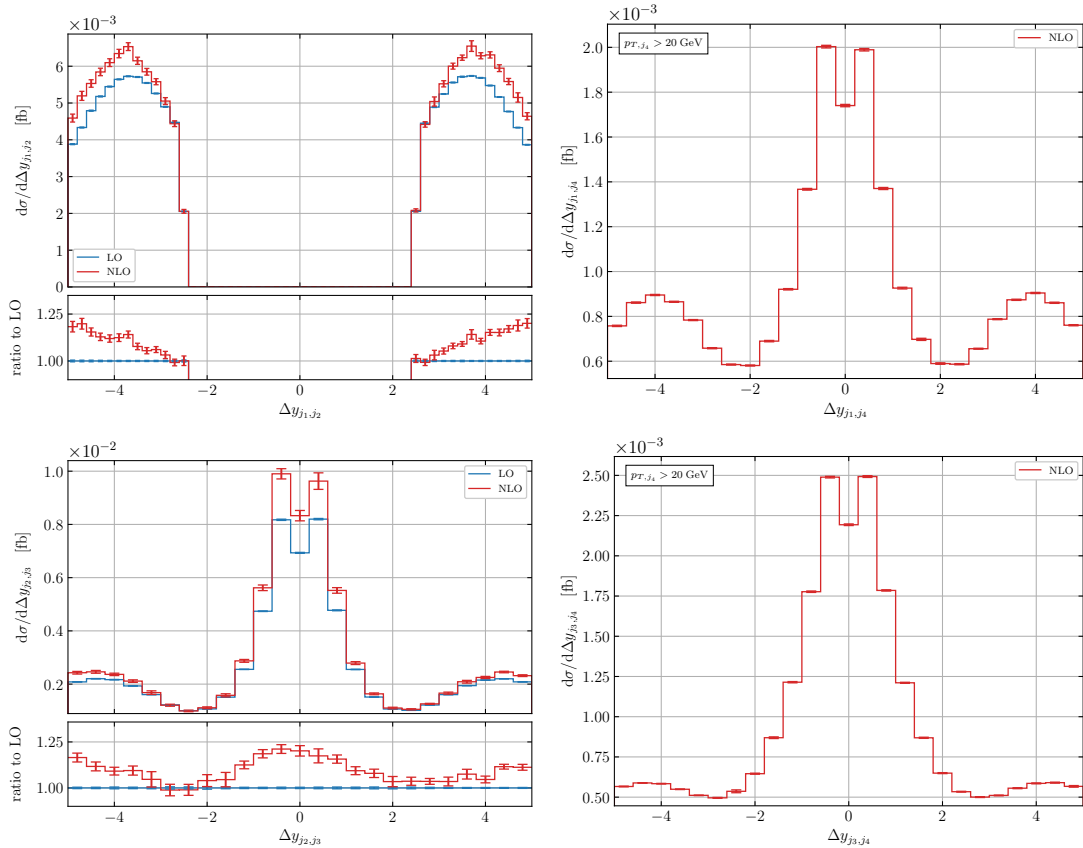 ×10⁻³
dσ/dΔy_{j₁,j₂} [fb]
6
5
4
3
2
1
0
LO
NLO
ratio to LO
1.25
1.00
−4 −2 0 2 4
Δy_{j₁,j₂}
×10⁻³
p_{T,j₄} > 20 GeV
NLO
dσ/dΔy_{j₁,j₄} [fb]
2.0
1.8
1.6
1.4
1.2
1.0
0.8
0.6
−4 −2 0 2 4
Δy_{j₁,j₄}
×10⁻²
LO
NLO
dσ/dΔy_{j₂,j₃} [fb]
1.0
0.8
0.6
0.4
0.2
ratio to LO
1.25
1.00
−4 −2 0 2 4
Δy_{j₂,j₃}
×10⁻³
p_{T,j₄} > 20 GeV
NLO
dσ/dΔy_{j₃,j₄} [fb]
2.50
2.25
2.00
1.75
1.50
1.25
1.00
0.75
0.50
−4 −2 0 2 4
Δy_{j₃,j₄}